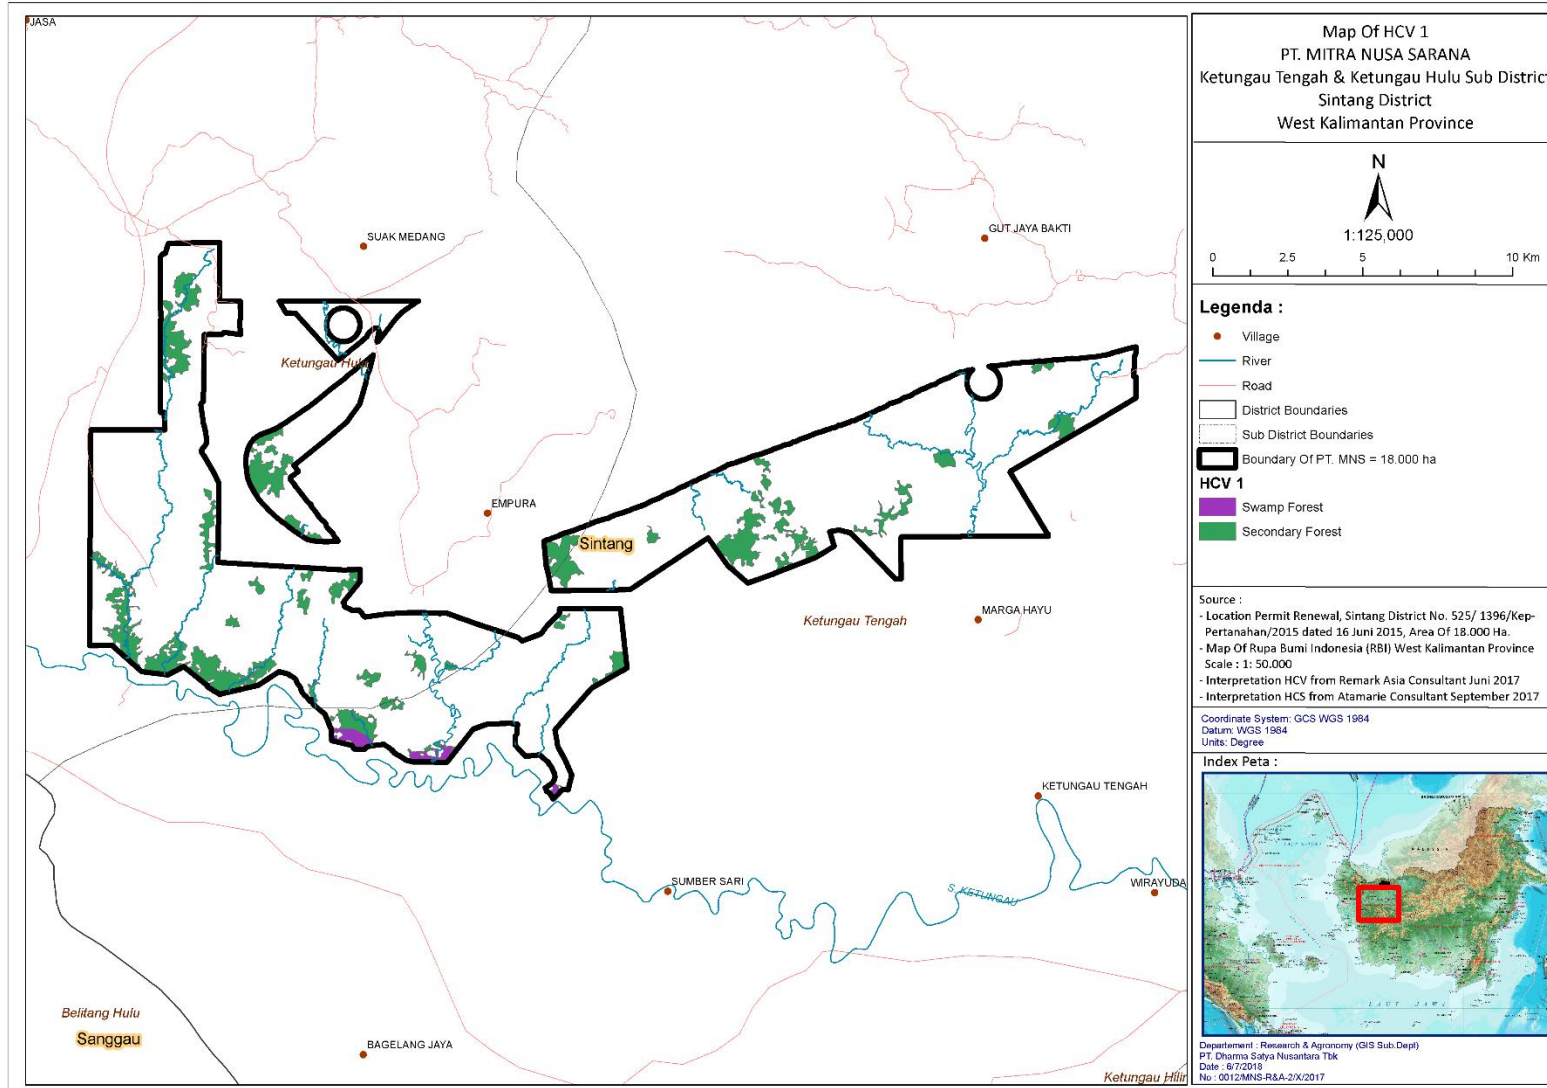 JASA
SUAK MEDANG
GUT JAYA BAKTI
Ketungau Hulu
EMPURA
Sintang
MARGA HAYU
Ketungau Tengah
KETUNGAU TENGAH
SUMBER SARI
S. KETUNGAU
WIRAYUDA
Belitang Hulu
Sanggau
BAGELANG JAYA
Ketungau Hilir
Map Of HCV 1
PT. MITRA NUSA SARANA
Ketungau Tengah & Ketungau Hulu Sub District
Sintang District
West Kalimantan Province
N
1:125,000
0 2.5 5 10 Km
Legenda :
Village
River
Road
District Boundaries
Sub District Boundaries
Boundary Of PT. MNS = 18.000 ha
HCV 1
Swamp Forest
Secondary Forest
Source :
- Location Permit Renewal, Sintang District No. 525/ 1396/Kep-
Pertanahan/2015 dated 16 Juni 2015, Area Of 18.000 Ha.
- Map Of Rupa Bumi Indonesia (RBI) West Kalimantan Province
Scale : 1: 50.000
- Interpretation HCV from Remark Asia Consultant Juni 2017
- Interpretation HCS from Atamarie Consultant September 2017
Coordinate System: GCS WGS 1984
Datum: WGS 1984
Units: Degree
Index Peta :
LAUT JAWA
Departement : Research & Agronomy (GIS Sub.Dept)
PT. Dharma Satya Nusantara Tbk
Date : 6/7/2018
No : 0012/MNS-R&A-2/X/2017